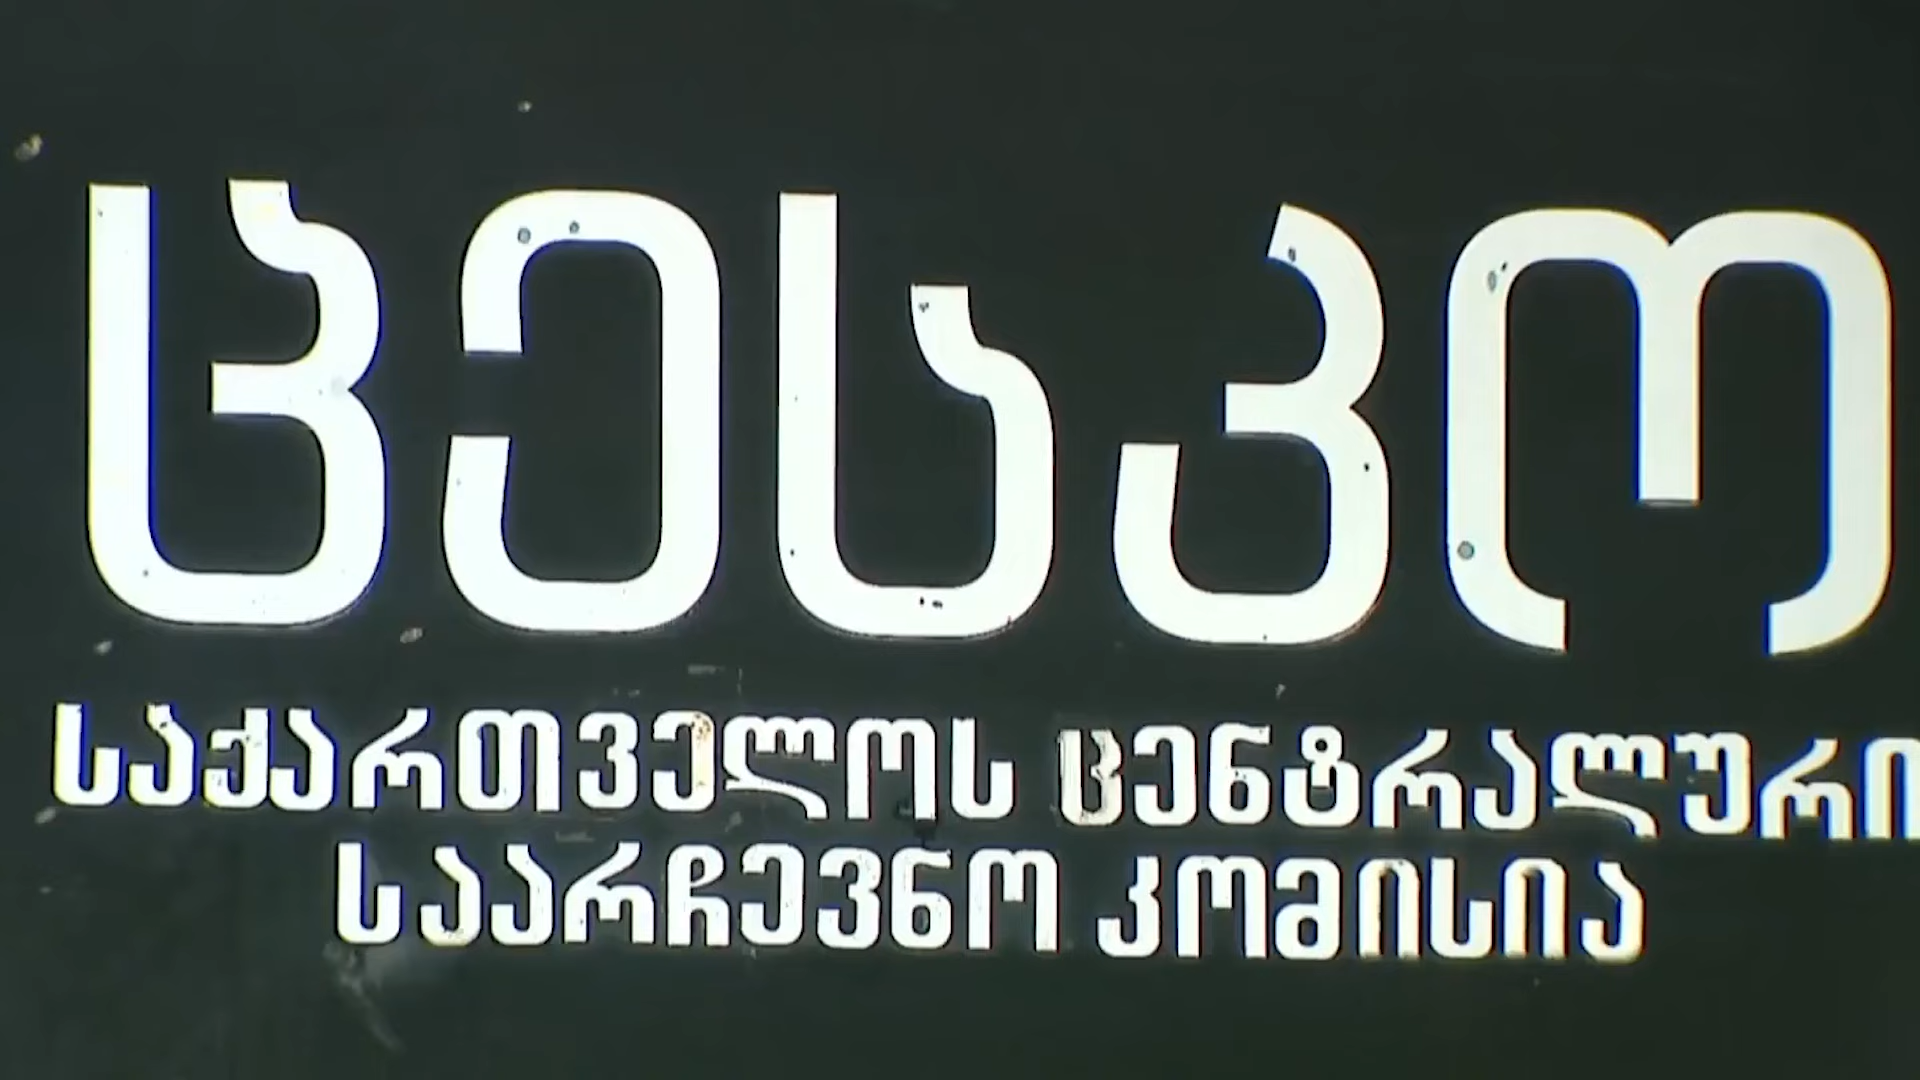 ცესკო
საქართველოს ცენტრალური
საარჩევნო კომისია